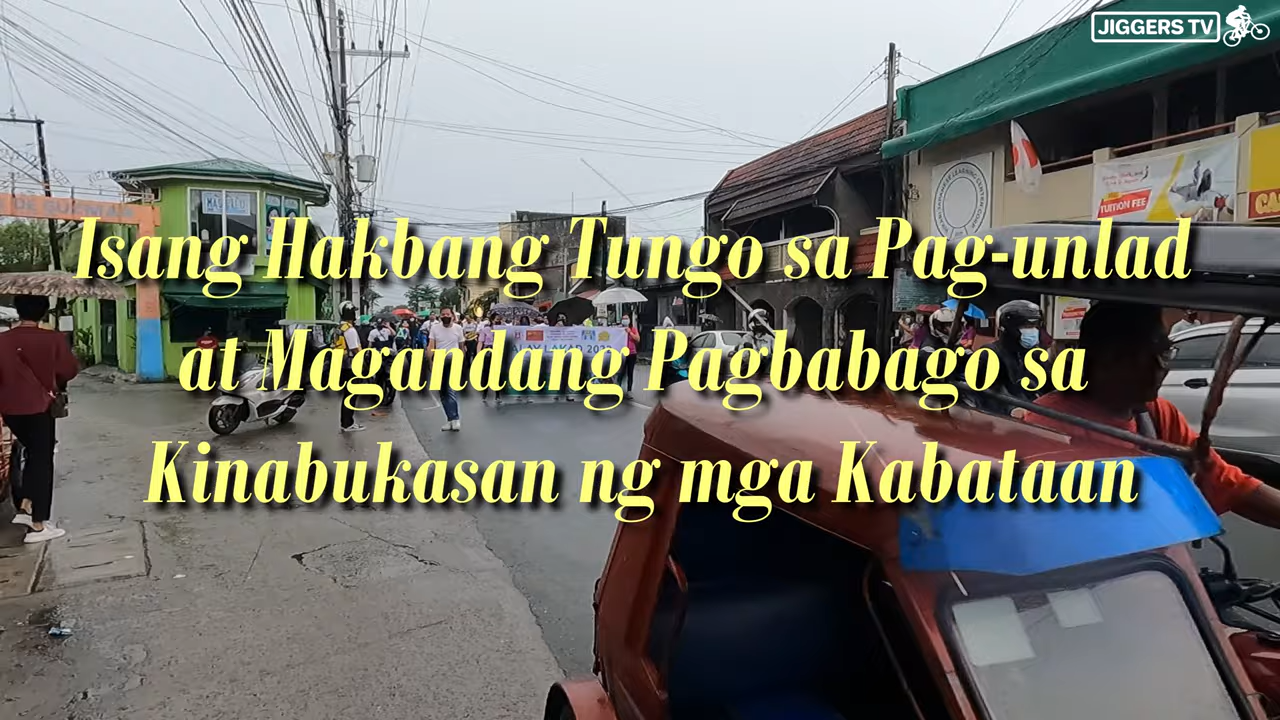 JIGGERS TV
Isang Hakbang Tungo sa Pag-unlad
at Magandang Pagbabago sa
Kinabukasan ng mga Kabataan
TUITION FEE